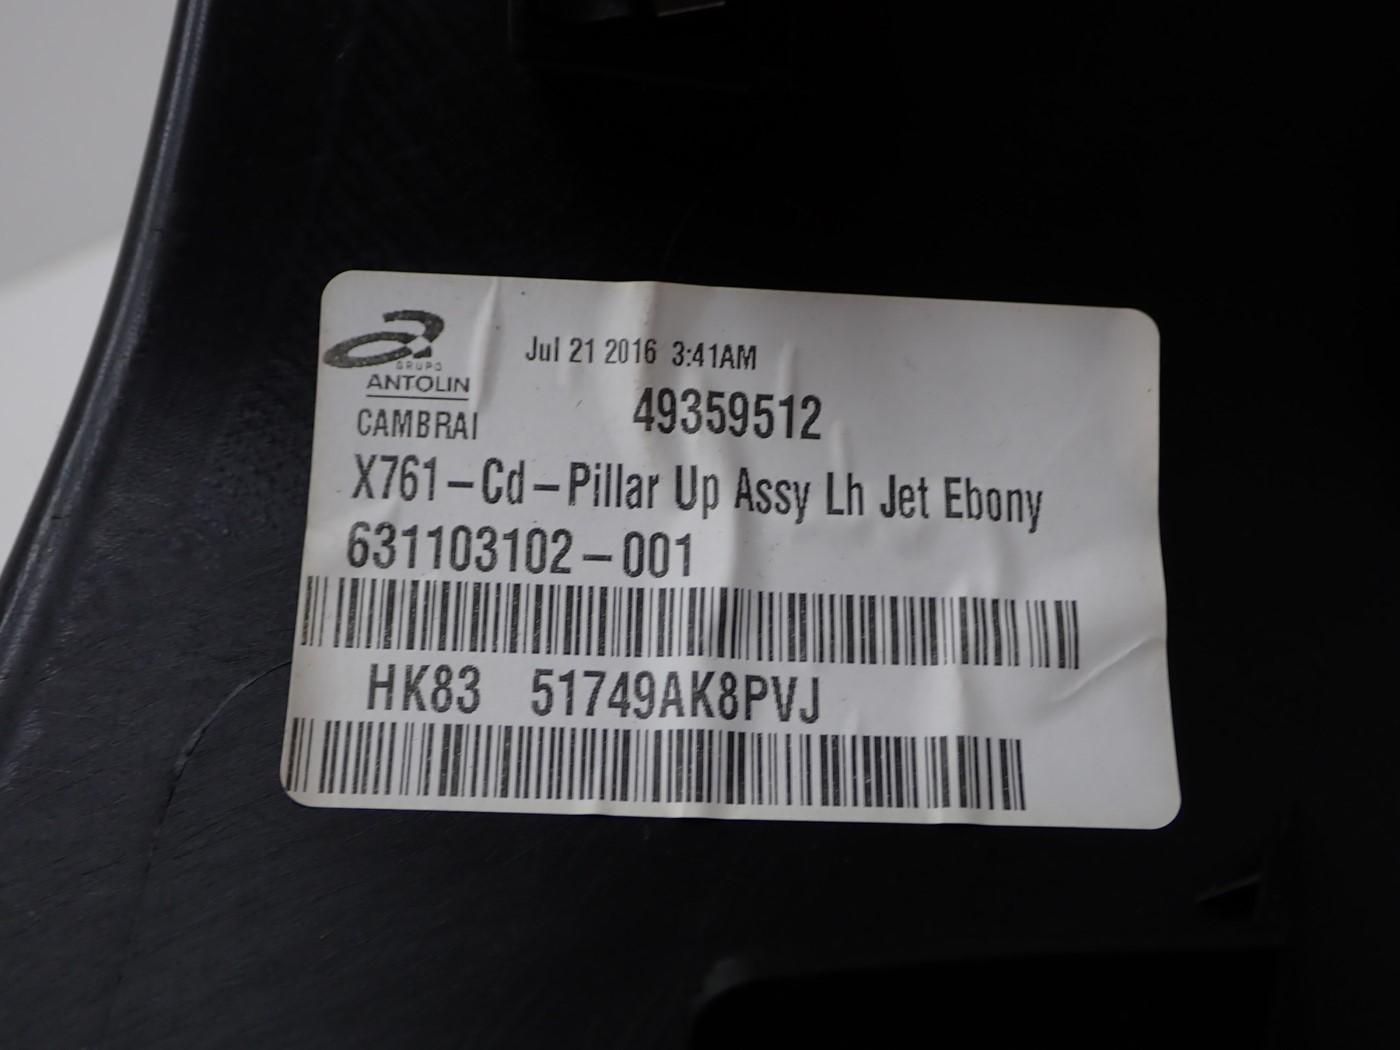 GRUPO
ANTOLIN
CAMBRAI
Jul 21 2016 3:41AM
49359512
X761-Cd-Pillar Up Assy Lh Jet Ebony
631103102-001
HK83 51749AK8PVJ